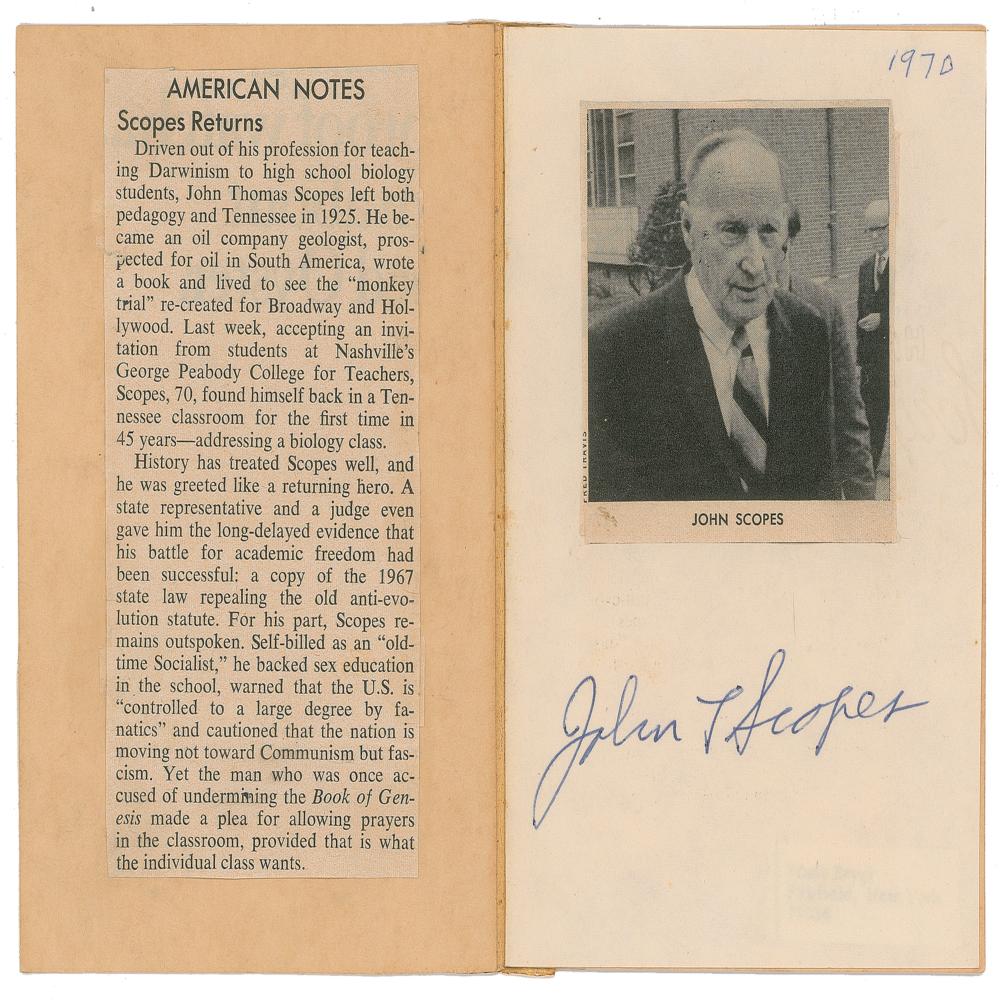 AMERICAN NOTES
Scopes Returns
Driven out of his profession for teach-
ing Darwinism to high school biology
students, John Thomas Scopes left both
pedagogy and Tennessee in 1925. He be-
came an oil company geologist, pros-
pected for oil in South America, wrote
a book and lived to see the “monkey
trial” re-created for Broadway and Hol-
lywood. Last week, accepting an invi-
tation from students at Nashville's
George Peabody College for Teachers,
Scopes, 70, found himself back in a Ten-
nessee classroom for the first time in
45 years—addressing a biology class.
History has treated Scopes well, and
he was greeted like a returning hero. A
state representative and a judge even
gave him the long-delayed evidence that
his battle for academic freedom had
been successful: a copy of the 1967
state law repealing the old anti-evo-
lution statute. For his part, Scopes re-
mains outspoken. Self-billed as an “old-
time Socialist,” he backed sex education
in the school, warned that the U.S. is
“controlled to a large degree by fa-
natics” and cautioned that the nation is
moving not toward Communism but fas-
cism. Yet the man who was once ac-
cused of undermining the Book of Gen-
esis made a plea for allowing prayers
in the classroom, provided that is what
the individual class wants.
1970
FRED TRAVIS
JOHN SCOPES
John T Scopes